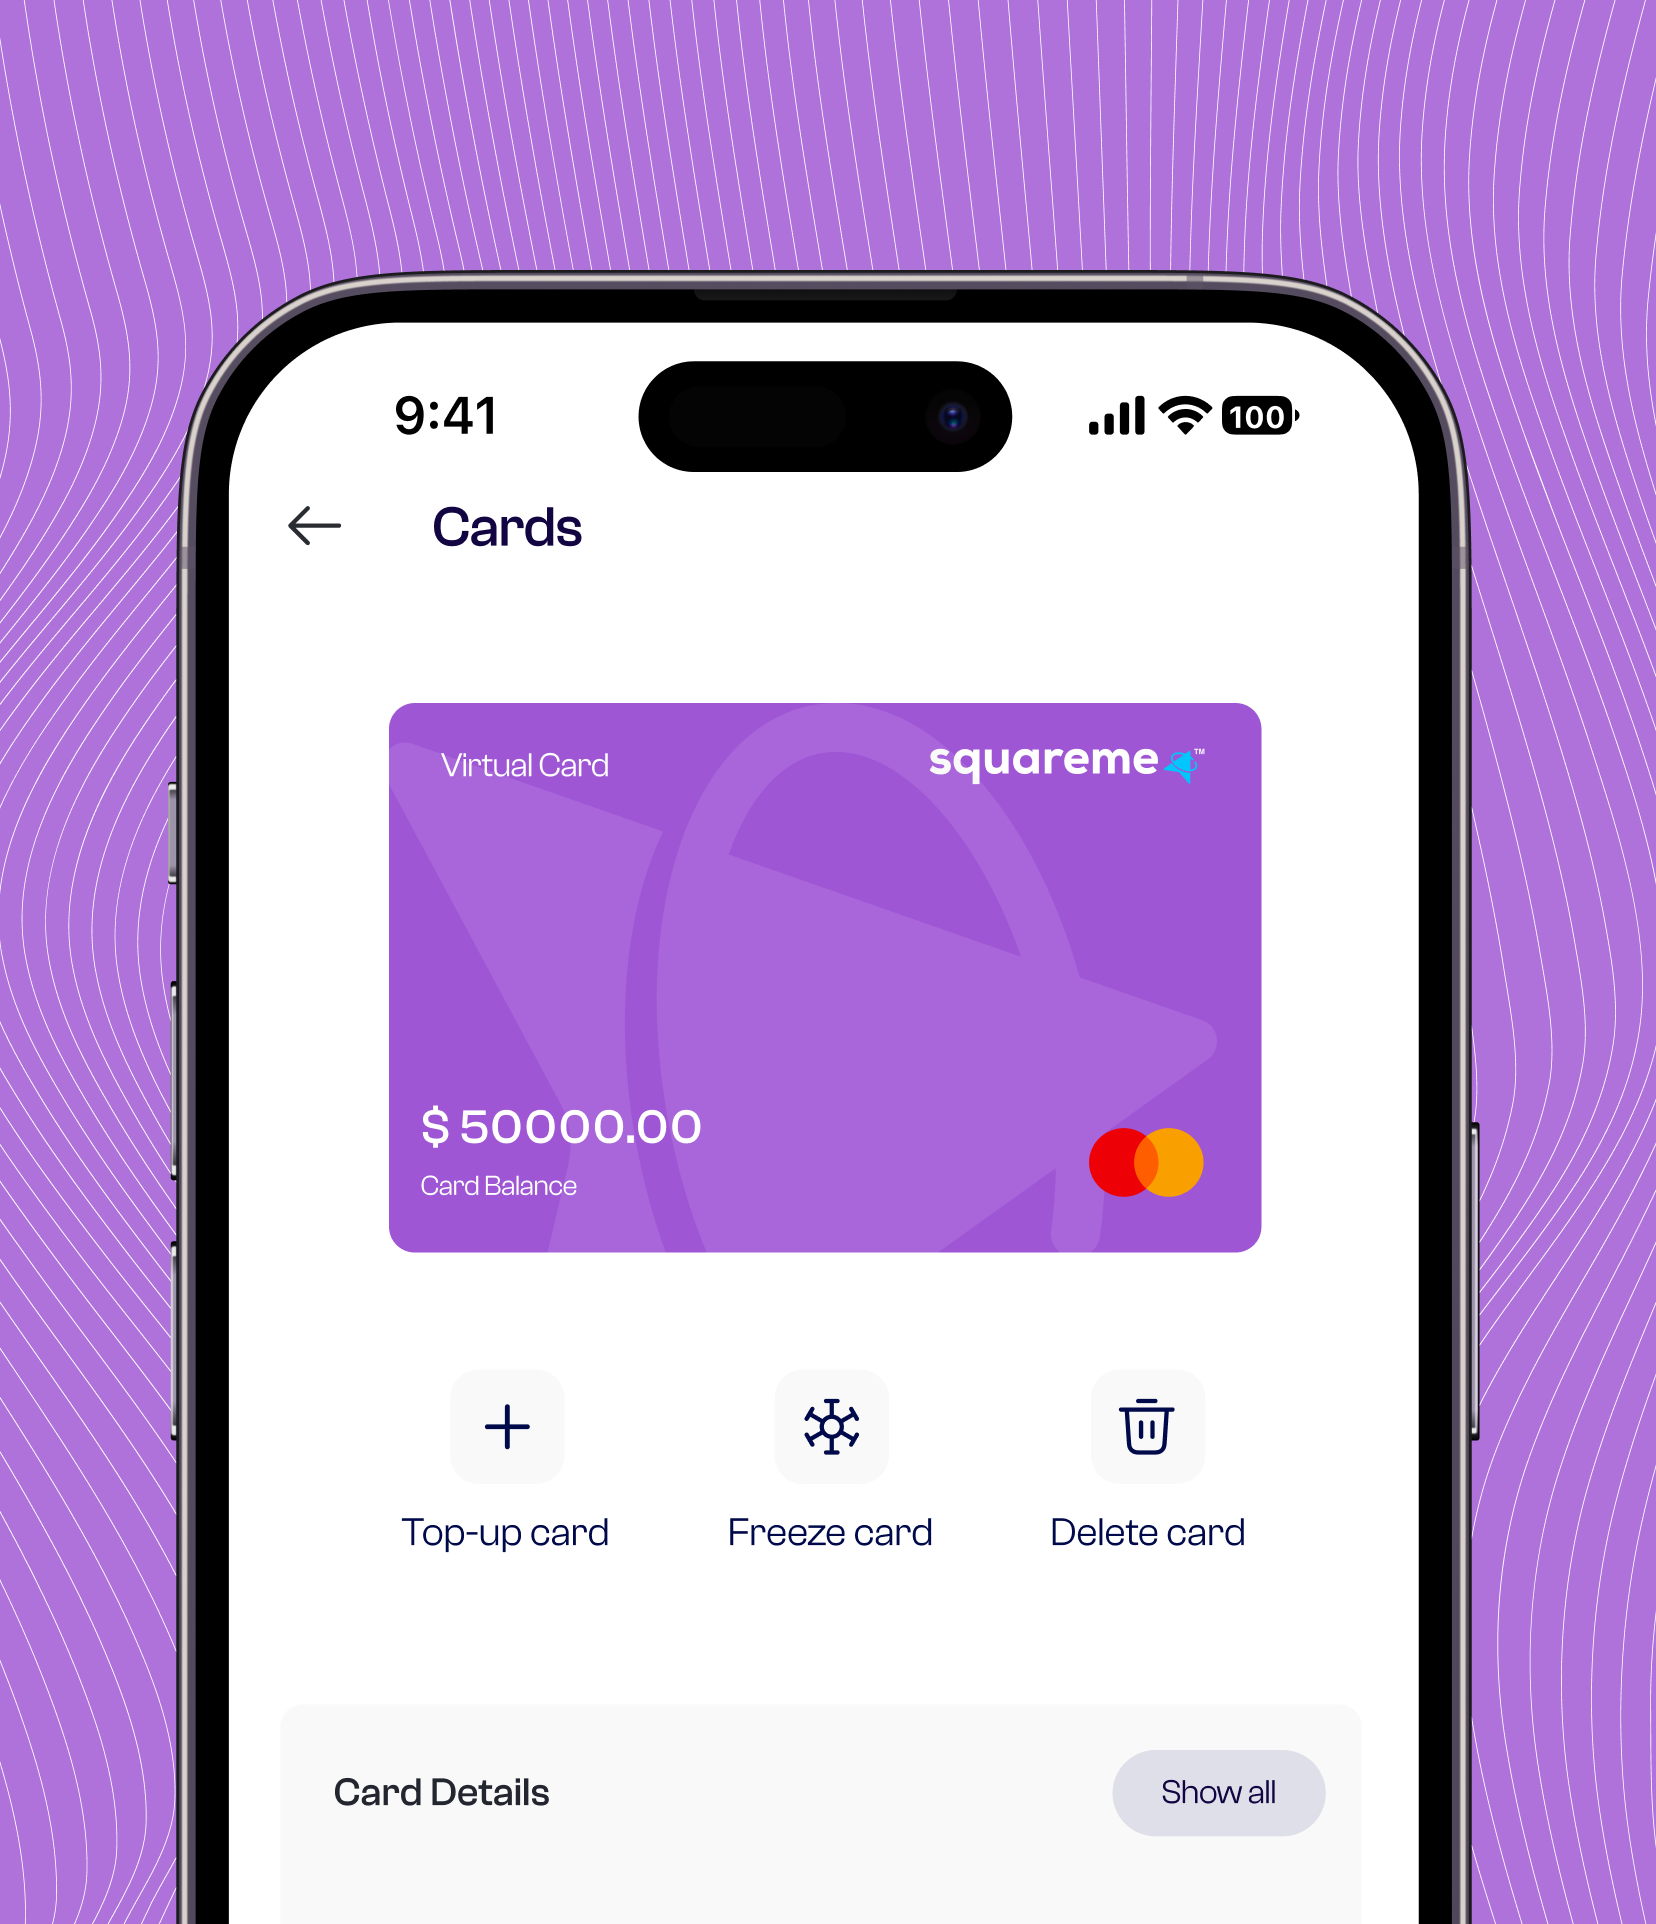 9:41
100
Cards
Virtual Card
squareme™
$ 50000.00
Card Balance
Top-up card
Freeze card
Delete card
Card Details
Show all